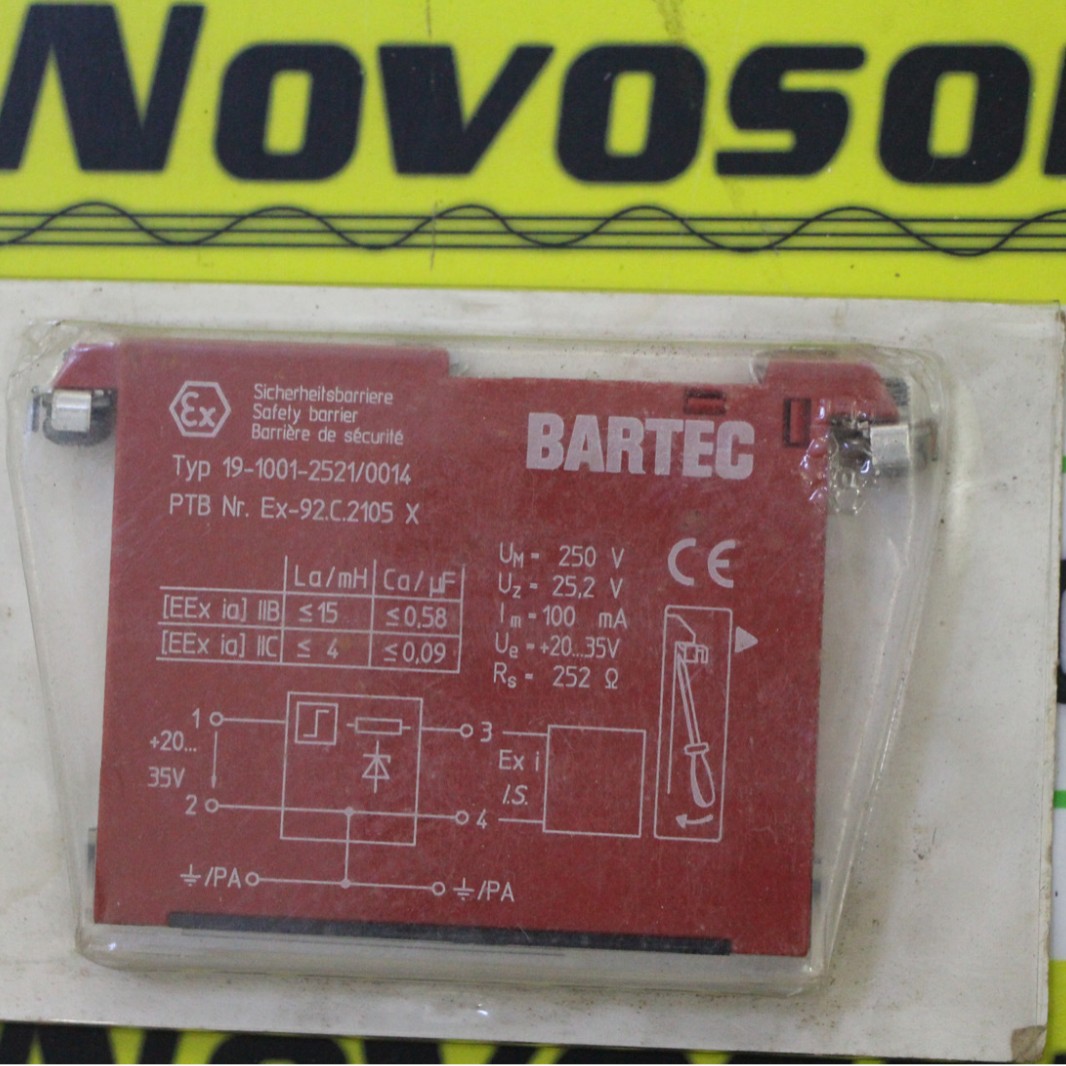 Novoso
Ex
Sicherheitsbarriere
Safety barrier
Barrière de sécurité
BARTEC
Typ 19-1001-2521/0014
PTB Nr. Ex-92.C.2105 X
CE
La/mH Ca/µF
[EEx ia] IIB ≤ 15 ≤ 0,58
[EEx ia] IIC ≤ 4 ≤ 0,09
UM = 250 V
Uz = 25,2 V
Im = 100 mA
Ue = +20...35V
Rs = 252 Ω
1
+20...
35V
2
3
Ex i
I.S.
4
/PA
/PA